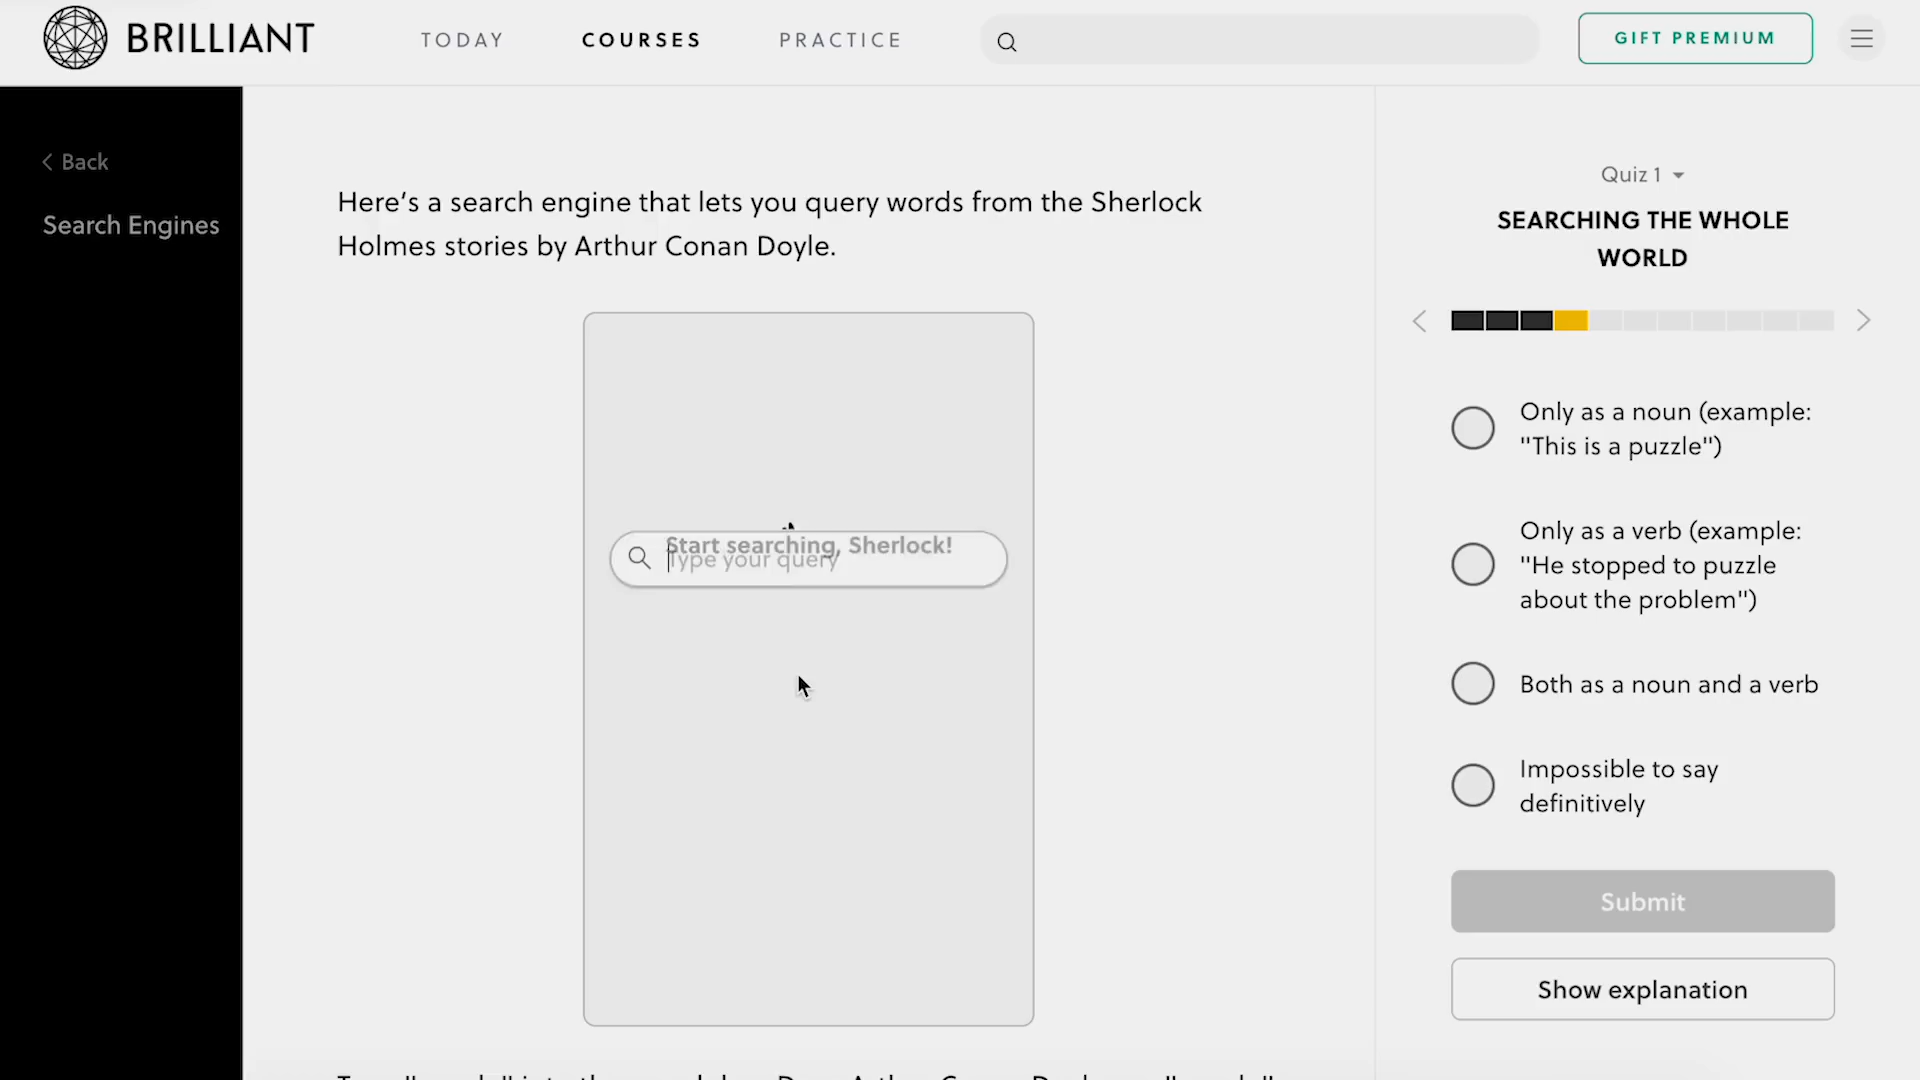 BRILLIANT
TODAY
COURSES
PRACTICE
GIFT PREMIUM
Back
Search Engines
Here’s a search engine that lets you query words from the Sherlock
Holmes stories by Arthur Conan Doyle.
Start searching, Sherlock!
Type your query
Quiz 1
SEARCHING THE WHOLE
WORLD
Only as a noun (example:
"This is a puzzle")
Only as a verb (example:
"He stopped to puzzle
about the problem")
Both as a noun and a verb
Impossible to say
definitively
Submit
Show explanation